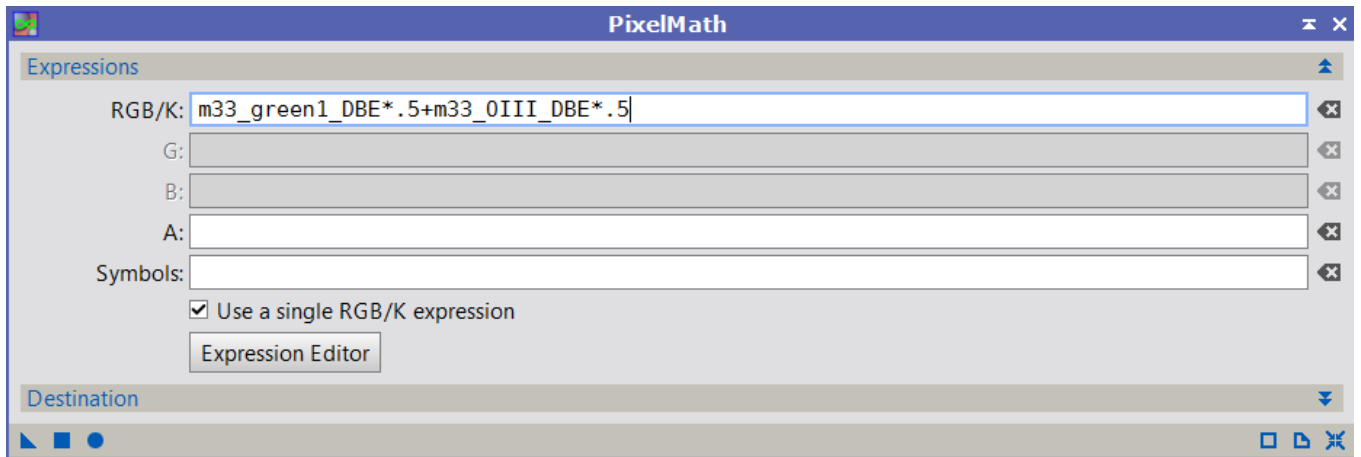 PixelMath
Expressions
RGB/K: m33_green1_DBE*.5+m33_OIII_DBE*.5
G:
B:
A:
Symbols:
Use a single RGB/K expression
Expression Editor
Destination